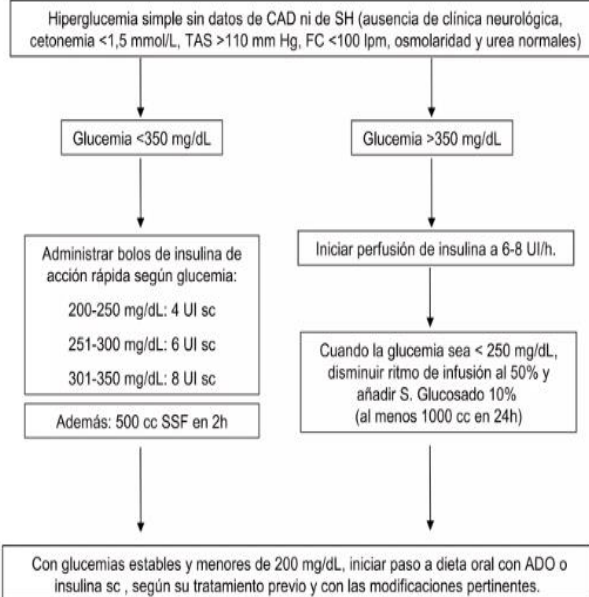 Hiperglucemia simple sin datos de CAD ni de SH (ausencia de clínica neurológica,
cetonemia <1,5 mmol/L, TAS >110 mm Hg, FC <100 lpm, osmolaridad y urea normales)
Glucemia <350 mg/dL
Glucemia >350 mg/dL
Administrar bolos de insulina de
acción rápida según glucemia:
200-250 mg/dL: 4 UI sc
251-300 mg/dL: 6 UI sc
301-350 mg/dL: 8 UI sc
Además: 500 cc SSF en 2h
Iniciar perfusión de insulina a 6-8 UI/h.
Cuando la glucemia sea < 250 mg/dL,
disminuir ritmo de infusión al 50% y
añadir S. Glucosado 10%
(al menos 1000 cc en 24h)
Con glucemias estables y menores de 200 mg/dL, iniciar paso a dieta oral con ADO o
insulina sc , según su tratamiento previo y con las modificaciones pertinentes.